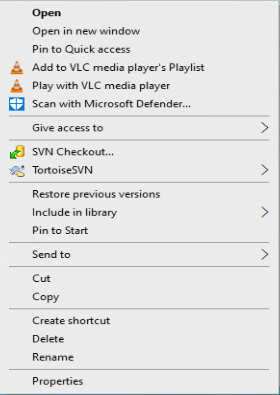 Open
Open in new window
Pin to Quick access
Add to VLC media player's Playlist
Play with VLC media player
Scan with Microsoft Defender...
Give access to
SVN Checkout...
TortoiseSVN
Restore previous versions
Include in library
Pin to Start
Send to
Cut
Copy
Create shortcut
Delete
Rename
Properties